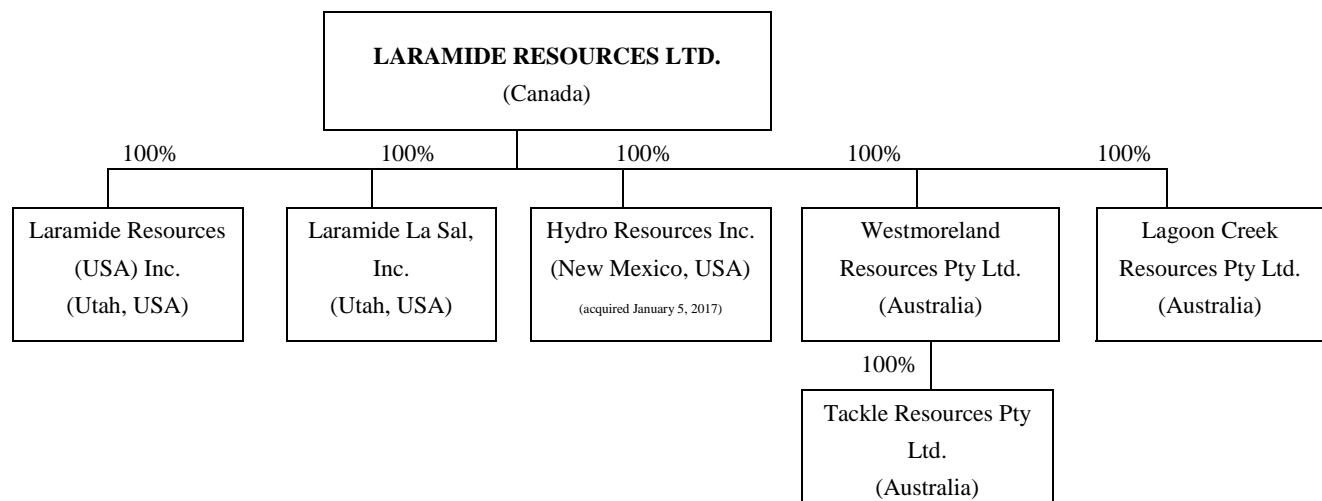 LARAMIDE RESOURCES LTD.
(Canada)
100%
100%
100%
100%
100%
Laramide Resources
(USA) Inc.
(Utah, USA)
Laramide La Sal,
Inc.
(Utah, USA)
Hydro Resources Inc.
(New Mexico, USA)
(acquired January 5, 2017)
Westmoreland
Resources Pty Ltd.
(Australia)
Lagoon Creek
Resources Pty Ltd.
(Australia)
100%
Tackle Resources Pty
Ltd.
(Australia)